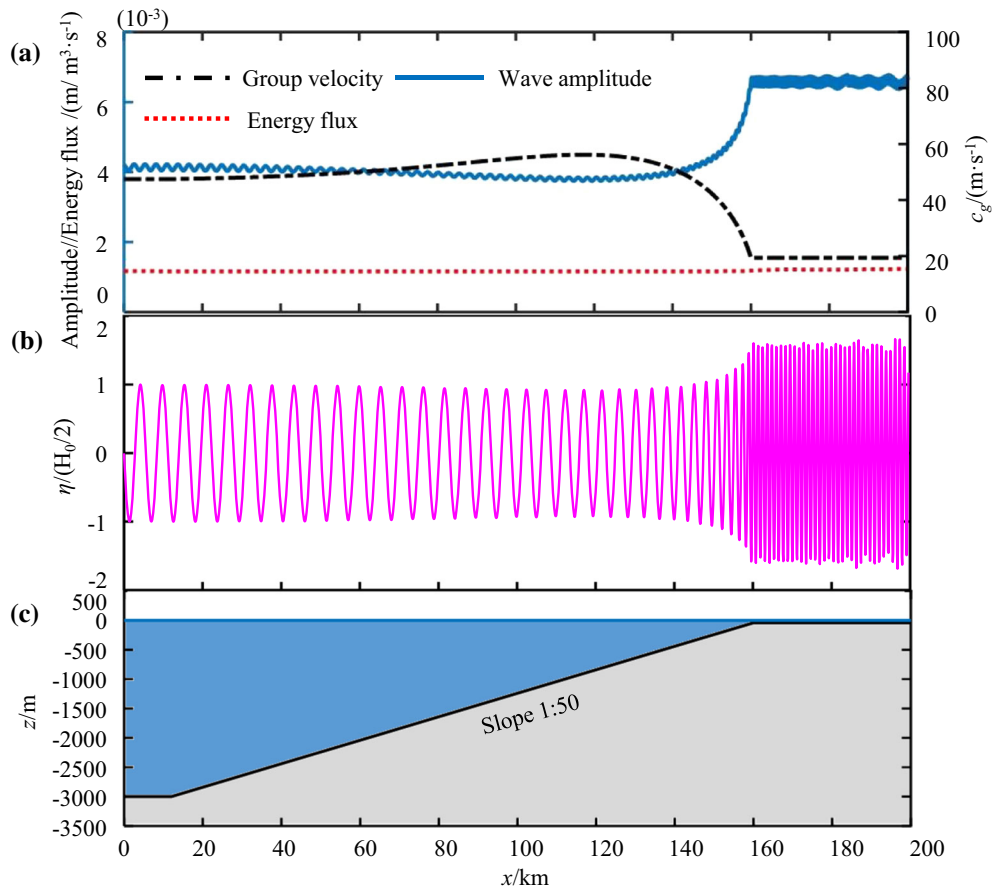 (10⁻³)
(a)
8
6
4
2
0
Amplitude//Energy flux /(m/ m³·s⁻¹)
Group velocity
Wave amplitude
Energy flux
100
80
60
40
20
0
c_g/(m·s⁻¹)
(b)
2
1
0
-1
-2
η/(H₀/2)
(c)
500
0
-500
-1000
-1500
-2000
-2500
-3000
-3500
z/m
Slope 1:50
0 20 40 60 80 100 120 140 160 180 200
x/km